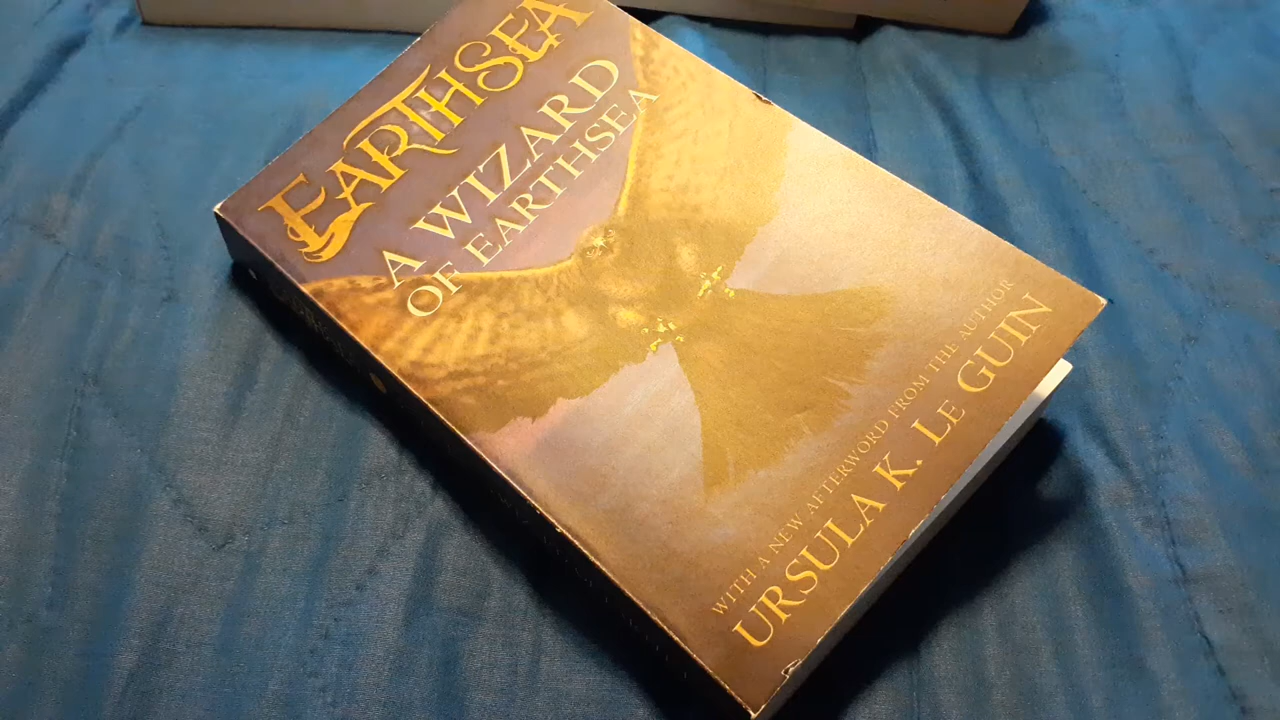 EARTHSEA
A WIZARD
OF EARTHSEA
WITH A NEW AFTERWORD FROM THE AUTHOR
URSULA K. LE GUIN